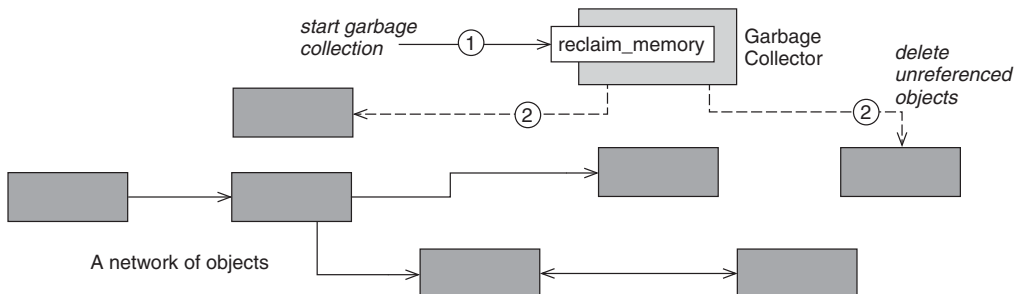 start garbage
collection
1
reclaim_memory
Garbage
Collector
delete
unreferenced
objects
2
2
A network of objects